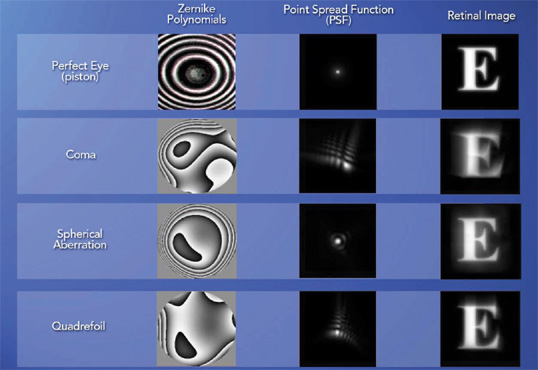 Zernike
Polynomials
Point Spread Function
(PSF)
Retinal Image
Perfect Eye
(piston)
E
Coma
E
Spherical
Aberration
E
Quadrefoil
E